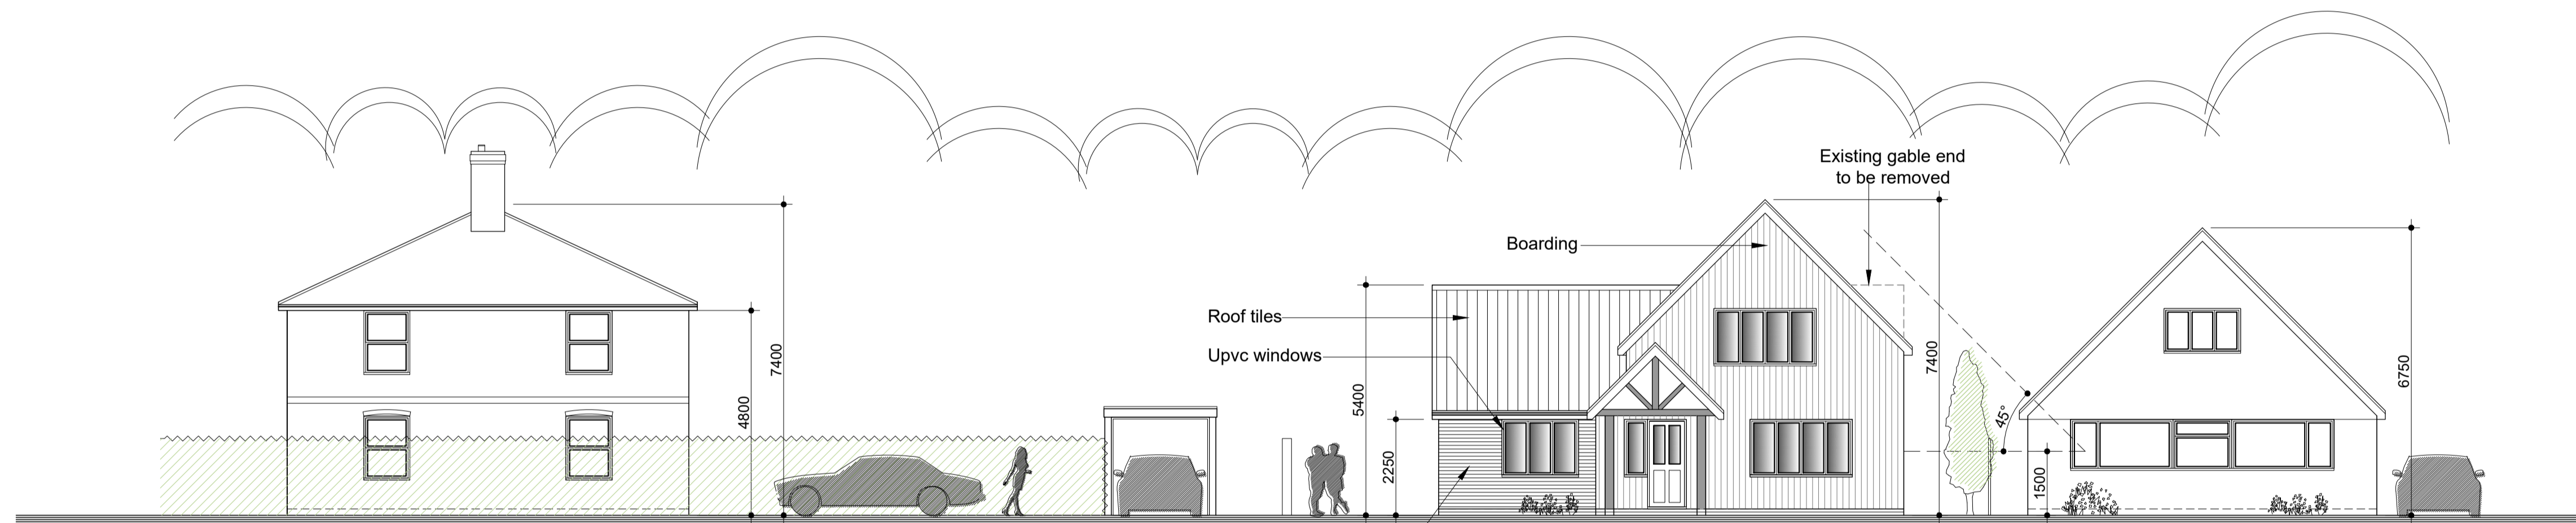 Existing gable end
to be removed
Boarding
Roof tiles
Upvc windows
4800
7400
5400
2250
7400
45°
1500
6750